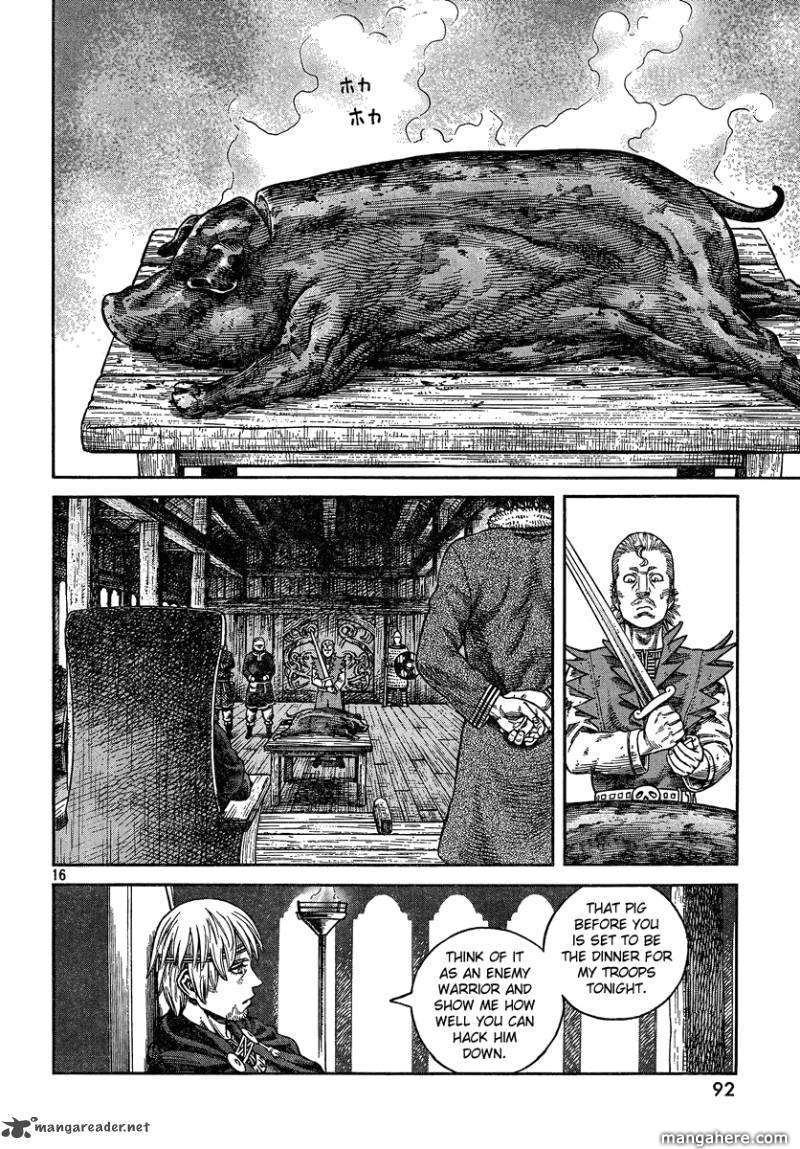 ホカ
ホカ
16
THAT PIG
BEFORE YOU
IS SET TO BE
THE DINNER FOR
MY TROOPS
TONIGHT.
THINK OF IT
AS AN ENEMY
WARRIOR AND
SHOW ME HOW
WELL YOU CAN
HACK HIM
DOWN.
92
mangareader.net
mangahere.com